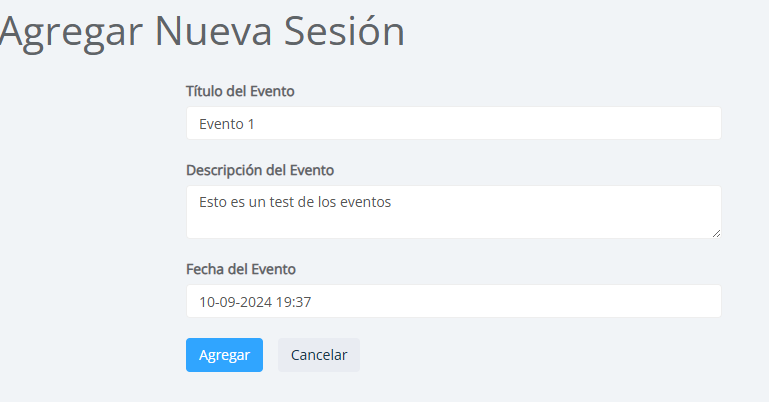 Agregar Nueva Sesión
Título del Evento
Evento 1
Descripción del Evento
Esto es un test de los eventos
Fecha del Evento
10-09-2024 19:37
Agregar Cancelar